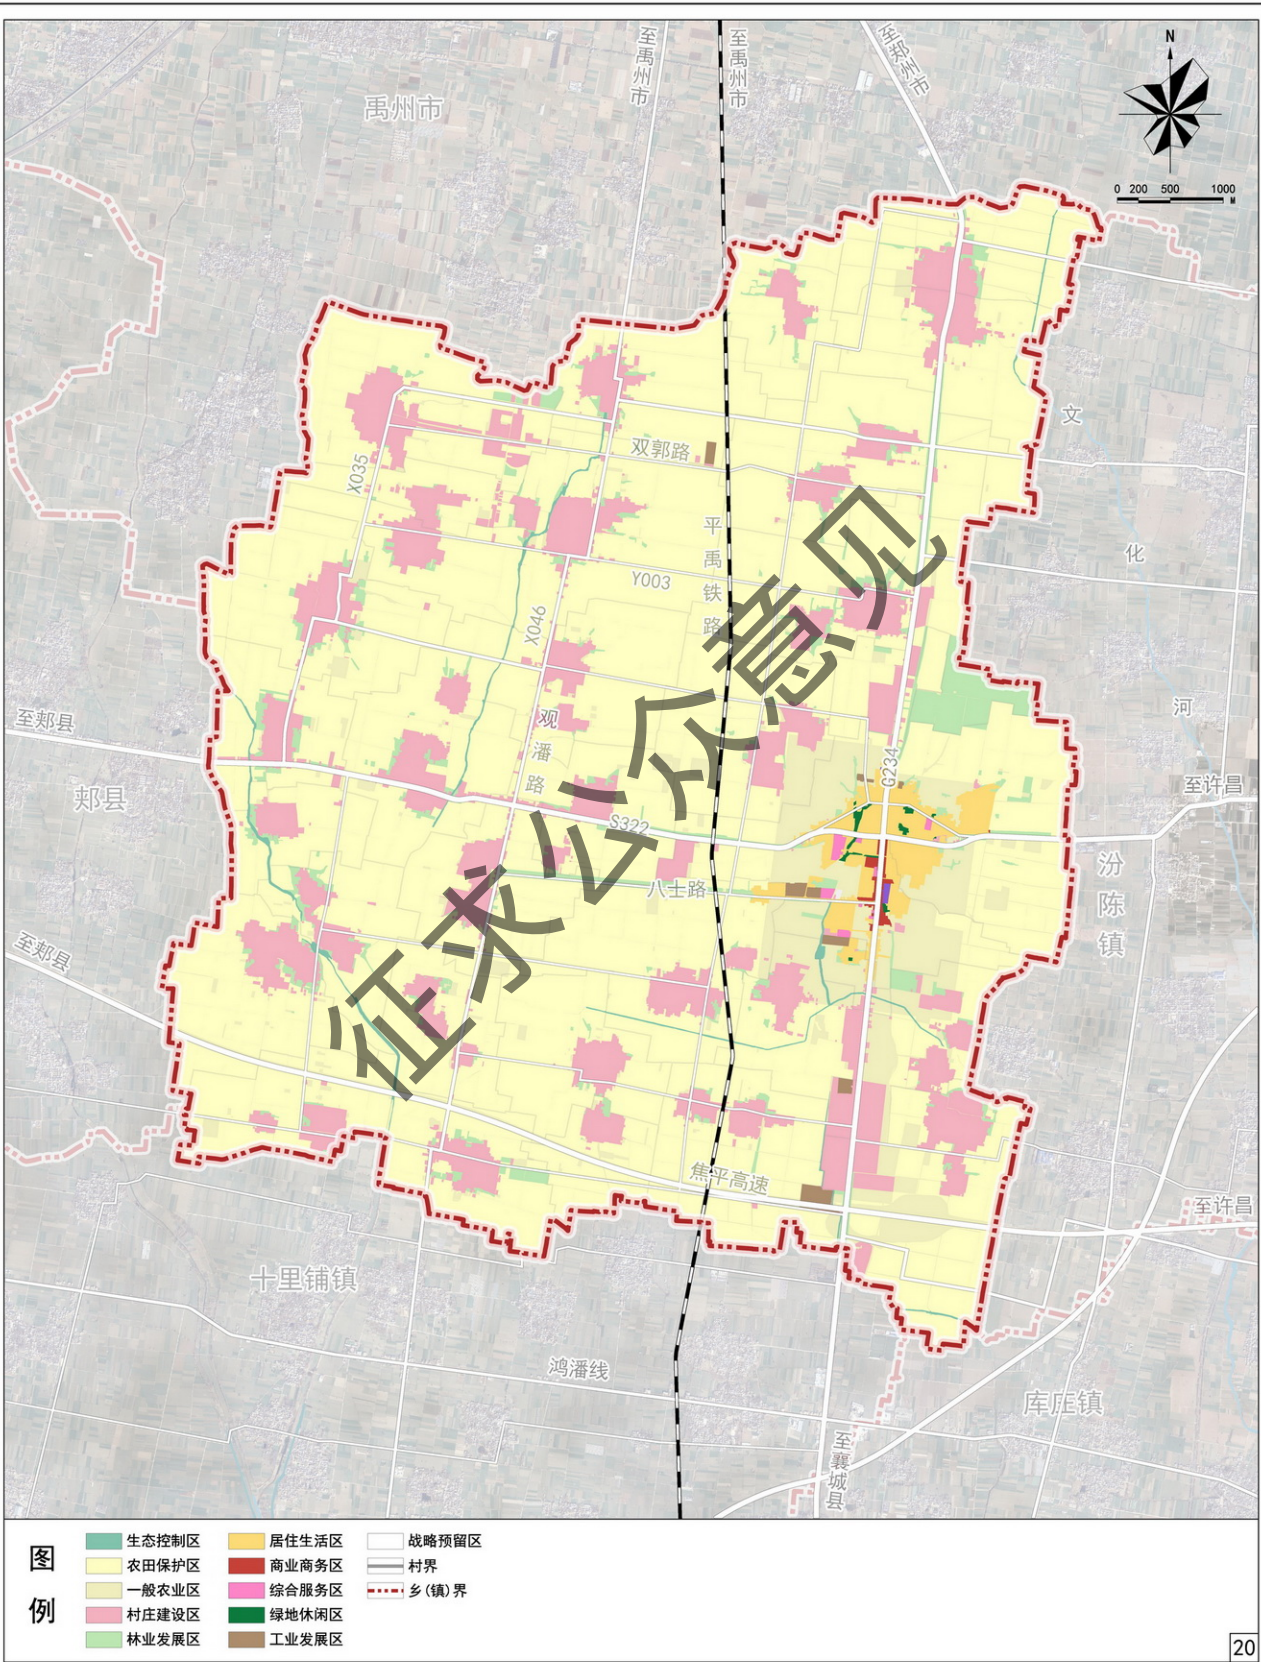 至禹州市
至禹州市
至郑州市
N
禹州市
0 200 500 1000
M
文
化
河
双郭路
X035
平禹铁路
Y003
X046
观潘路
至郏县
郏县
G234
至许昌
S322
八士路
汾陈镇
至郏县
征求公众意见
焦平高速
至许昌
十里铺镇
鸿潘线
库庄镇
至襄城县
图例
生态控制区
农田保护区
一般农业区
村庄建设区
林业发展区
居住生活区
商业商务区
综合服务区
绿地休闲区
工业发展区
战略预留区
村界
乡(镇)界
20